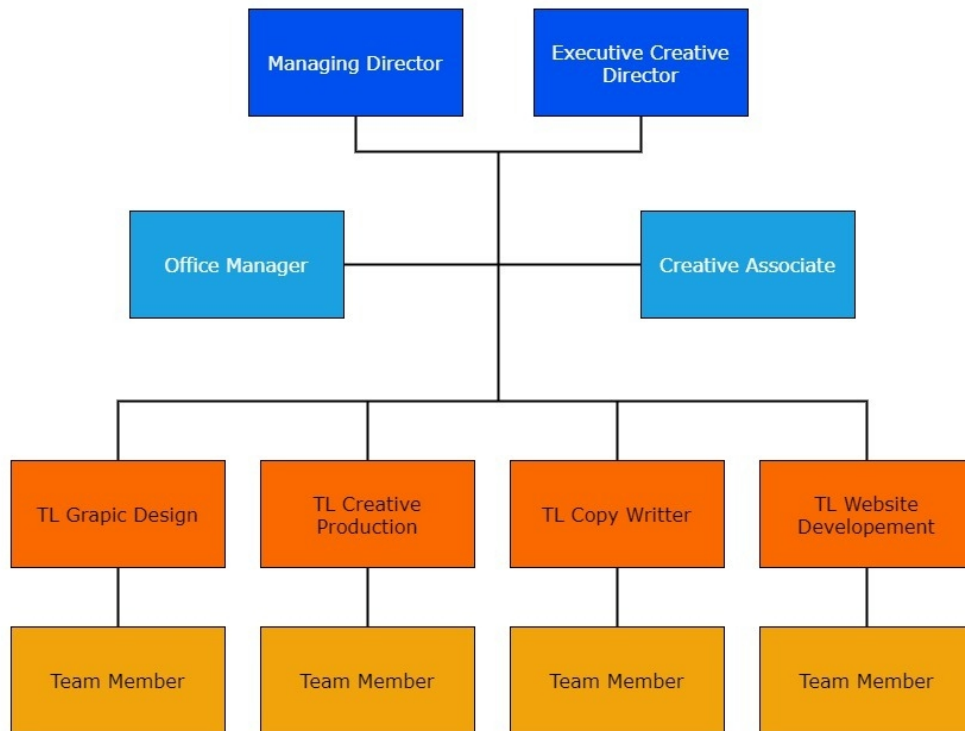 Managing Director
Executive Creative
Director
Office Manager
Creative Associate
TL Grapic Design
TL Creative
Production
TL Copy Writter
TL Website
Developement
Team Member
Team Member
Team Member
Team Member